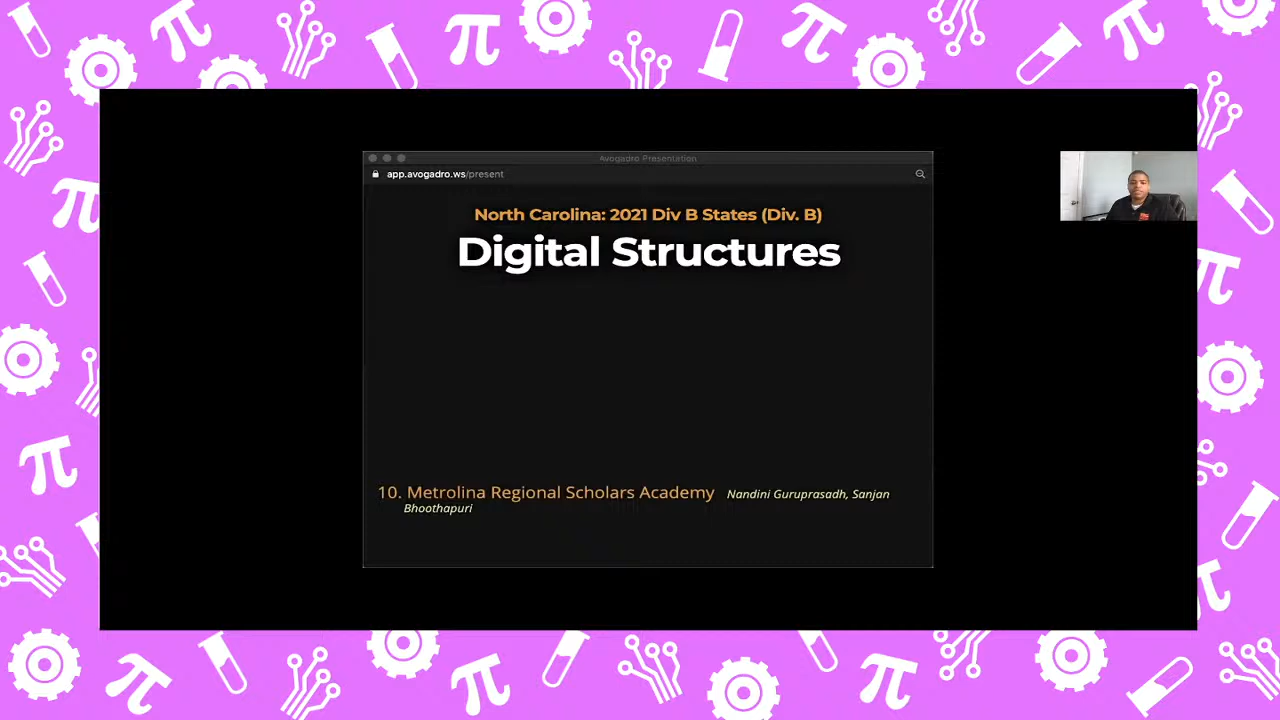 Avogadro Presentation
app.avogadro.ws/present
North Carolina: 2021 Div B States (Div. B)
Digital Structures
10. Metrolina Regional Scholars Academy Nandini Guruprasadh, Sanjan
Bhoothapuri